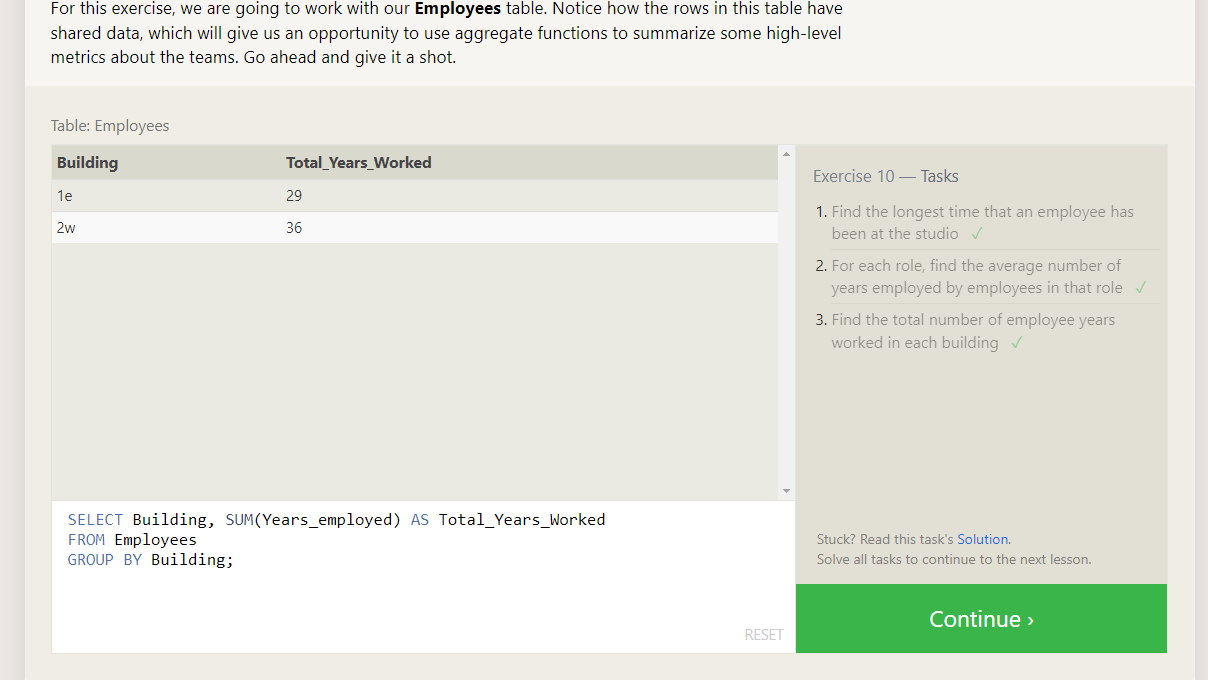 For this exercise, we are going to work with our Employees table. Notice how the rows in this table have
shared data, which will give us an opportunity to use aggregate functions to summarize some high-level
metrics about the teams. Go ahead and give it a shot.
Table: Employees
Building Total_Years_Worked
1e 29
2w 36
SELECT Building, SUM(Years_employed) AS Total_Years_Worked
FROM Employees
GROUP BY Building;
RESET
Exercise 10 — Tasks
1. Find the longest time that an employee has
been at the studio ✓
2. For each role, find the average number of
years employed by employees in that role ✓
3. Find the total number of employee years
worked in each building ✓
Stuck? Read this task's Solution.
Solve all tasks to continue to the next lesson.
Continue ›